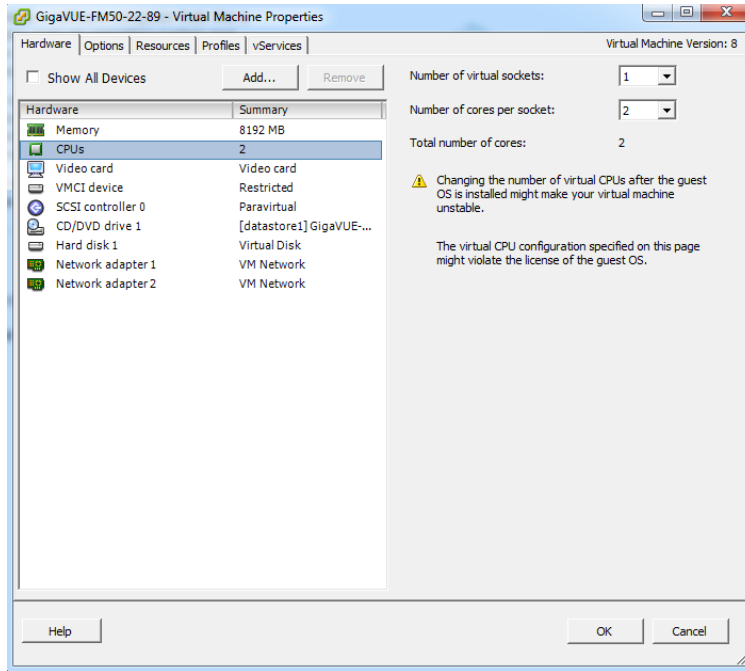 GigaVUE-FM50-22-89 - Virtual Machine Properties
Hardware Options Resources Profiles vServices Virtual Machine Version: 8
Show All Devices Add... Remove
Hardware Summary
Memory 8192 MB
CPUs 2
Video card Video card
VMCI device Restricted
SCSI controller 0 Paravirtual
CD/DVD drive 1 [datastore1] GigaVUE-...
Hard disk 1 Virtual Disk
Network adapter 1 VM Network
Network adapter 2 VM Network
Number of virtual sockets: 1
Number of cores per socket: 2
Total number of cores: 2
Changing the number of virtual CPUs after the guest
OS is installed might make your virtual machine
unstable.
The virtual CPU configuration specified on this page
might violate the license of the guest OS.
Help OK Cancel